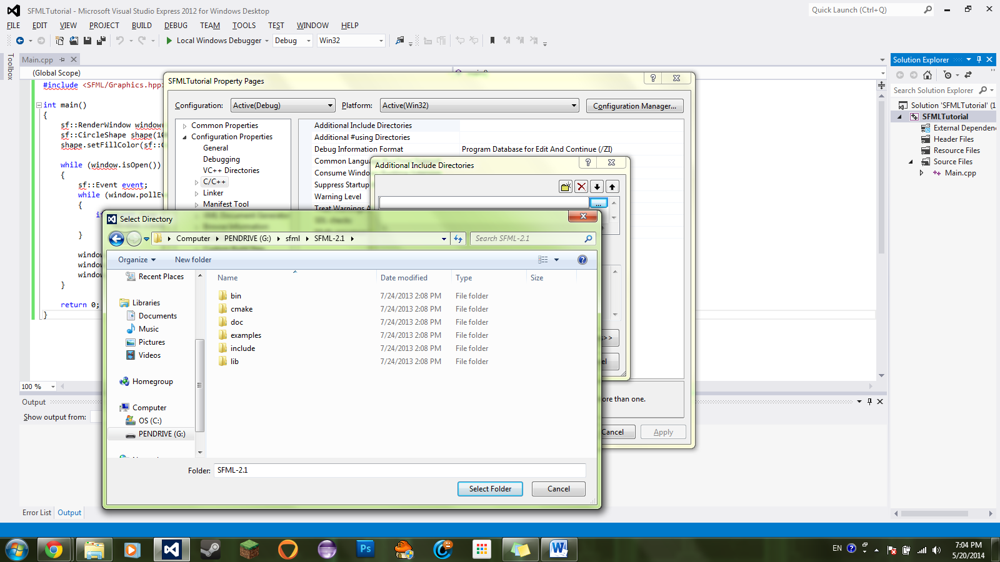 SFMLTutorial - Microsoft Visual Studio Express 2012 for Windows Desktop
Quick Launch (Ctrl+Q)
FILE EDIT VIEW PROJECT BUILD DEBUG TEAM TOOLS TEST WINDOW HELP
Local Windows Debugger Debug Win32
Toolbox
Main.cpp
(Global Scope)
#include <SFML/Graphics.hpp>
int main()
{
sf::RenderWindow window(
sf::CircleShape shape(10
shape.setFillColor(sf::
while (window.isOpen())
{
sf::Event event;
while (window.pollEv
{
}
window
window
window
}
return 0;
}
100 %
Output
Show output from:
Error List Output
SFMLTutorial Property Pages
Configuration: Active(Debug) Platform: Active(Win32) Configuration Manager...
Common Properties
Configuration Properties
General
Debugging
VC++ Directories
C/C++
Linker
Manifest Tool
Additional Include Directories
Additional #using Directories
Debug Information Format Program Database for Edit And Continue (/ZI)
Common Langua
Consume Windo
Suppress Startup
Warning Level
Treat Warnings
ore than one.
Cancel Apply
Additional Include Directories
...
>>
el
Select Directory
Computer PENDRIVE (G:) sfml SFML-2.1
Search SFML-2.1
Organize New folder
Recent Places
Libraries
Documents
Music
Pictures
Videos
Homegroup
Computer
OS (C:)
PENDRIVE (G:)
Name Date modified Type Size
bin 7/24/2013 2:08 PM File folder
cmake 7/24/2013 2:08 PM File folder
doc 7/24/2013 2:08 PM File folder
examples 7/24/2013 2:08 PM File folder
include 7/24/2013 2:08 PM File folder
lib 7/24/2013 2:08 PM File folder
Folder: SFML-2.1
Select Folder Cancel
Solution Explorer
Search Solution Explorer
Solution 'SFMLTutorial' (1
SFMLTutorial
External Dependen
Header Files
Resource Files
Source Files
Main.cpp
Ps
EN
7:04 PM
5/20/2014